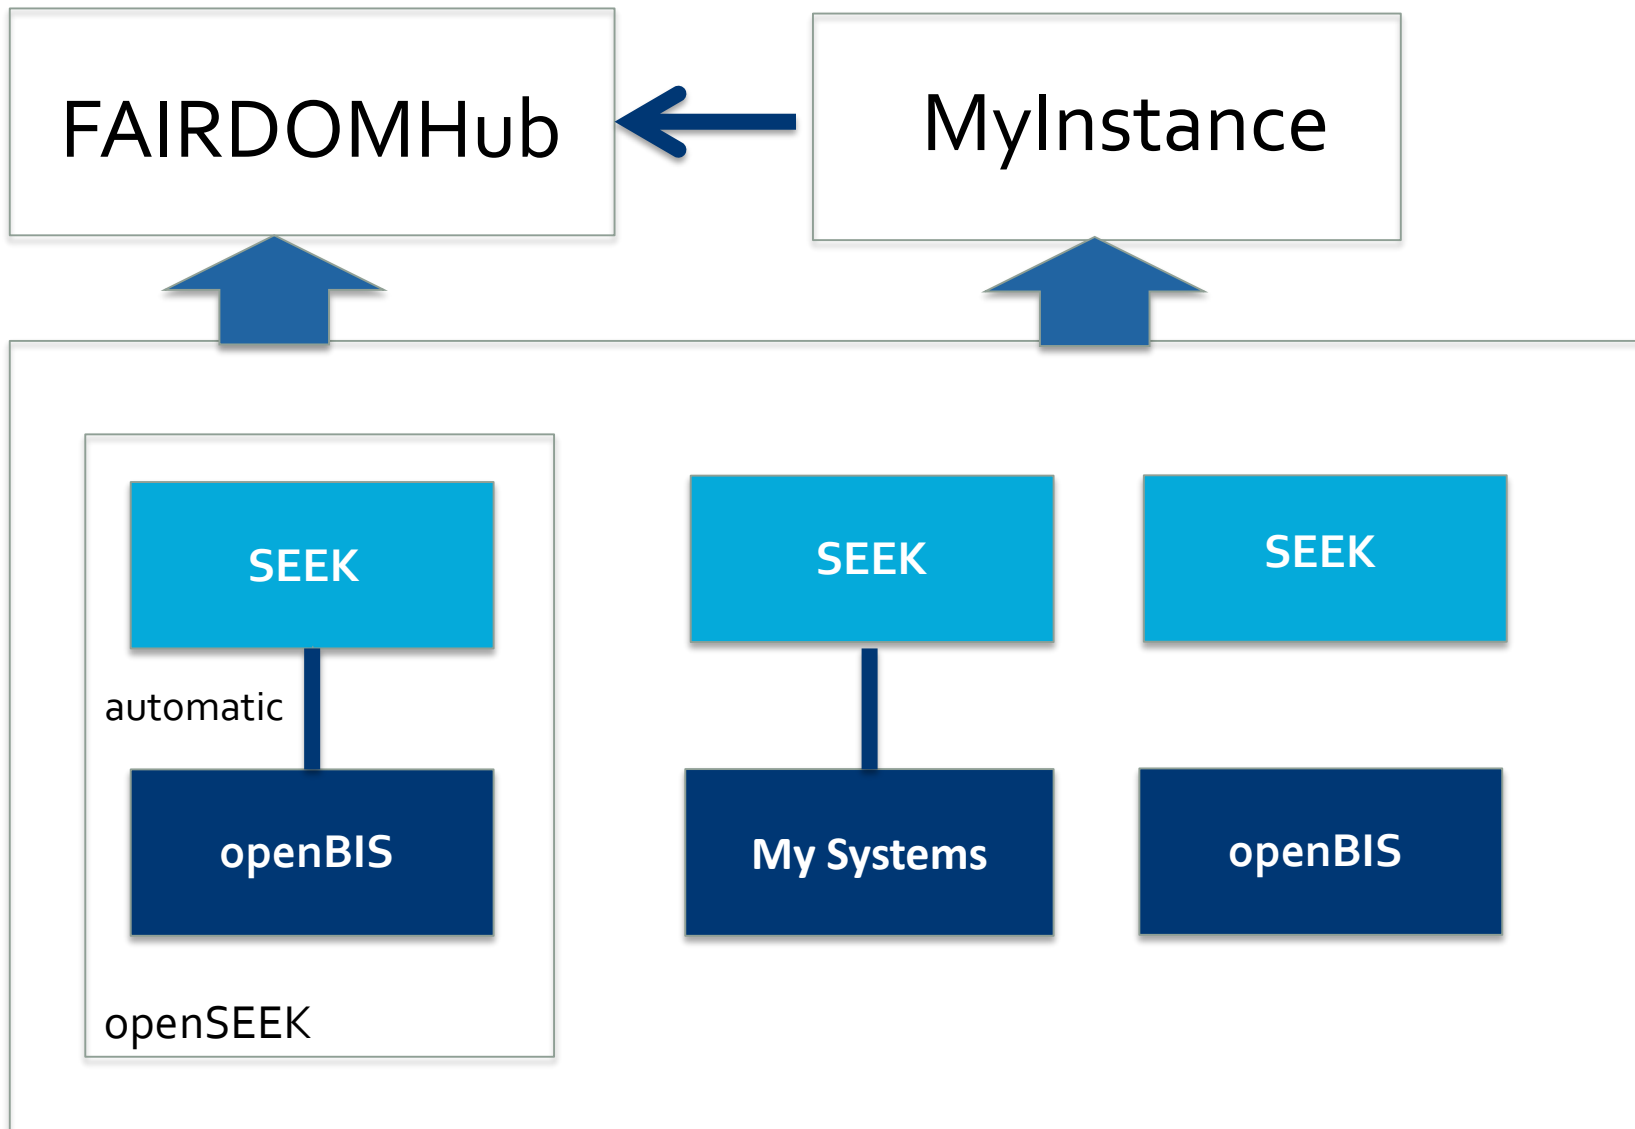 FAIRDOMHub
MyInstance
SEEK
SEEK
SEEK
automatic
openBIS
My Systems
openBIS
openSEEK